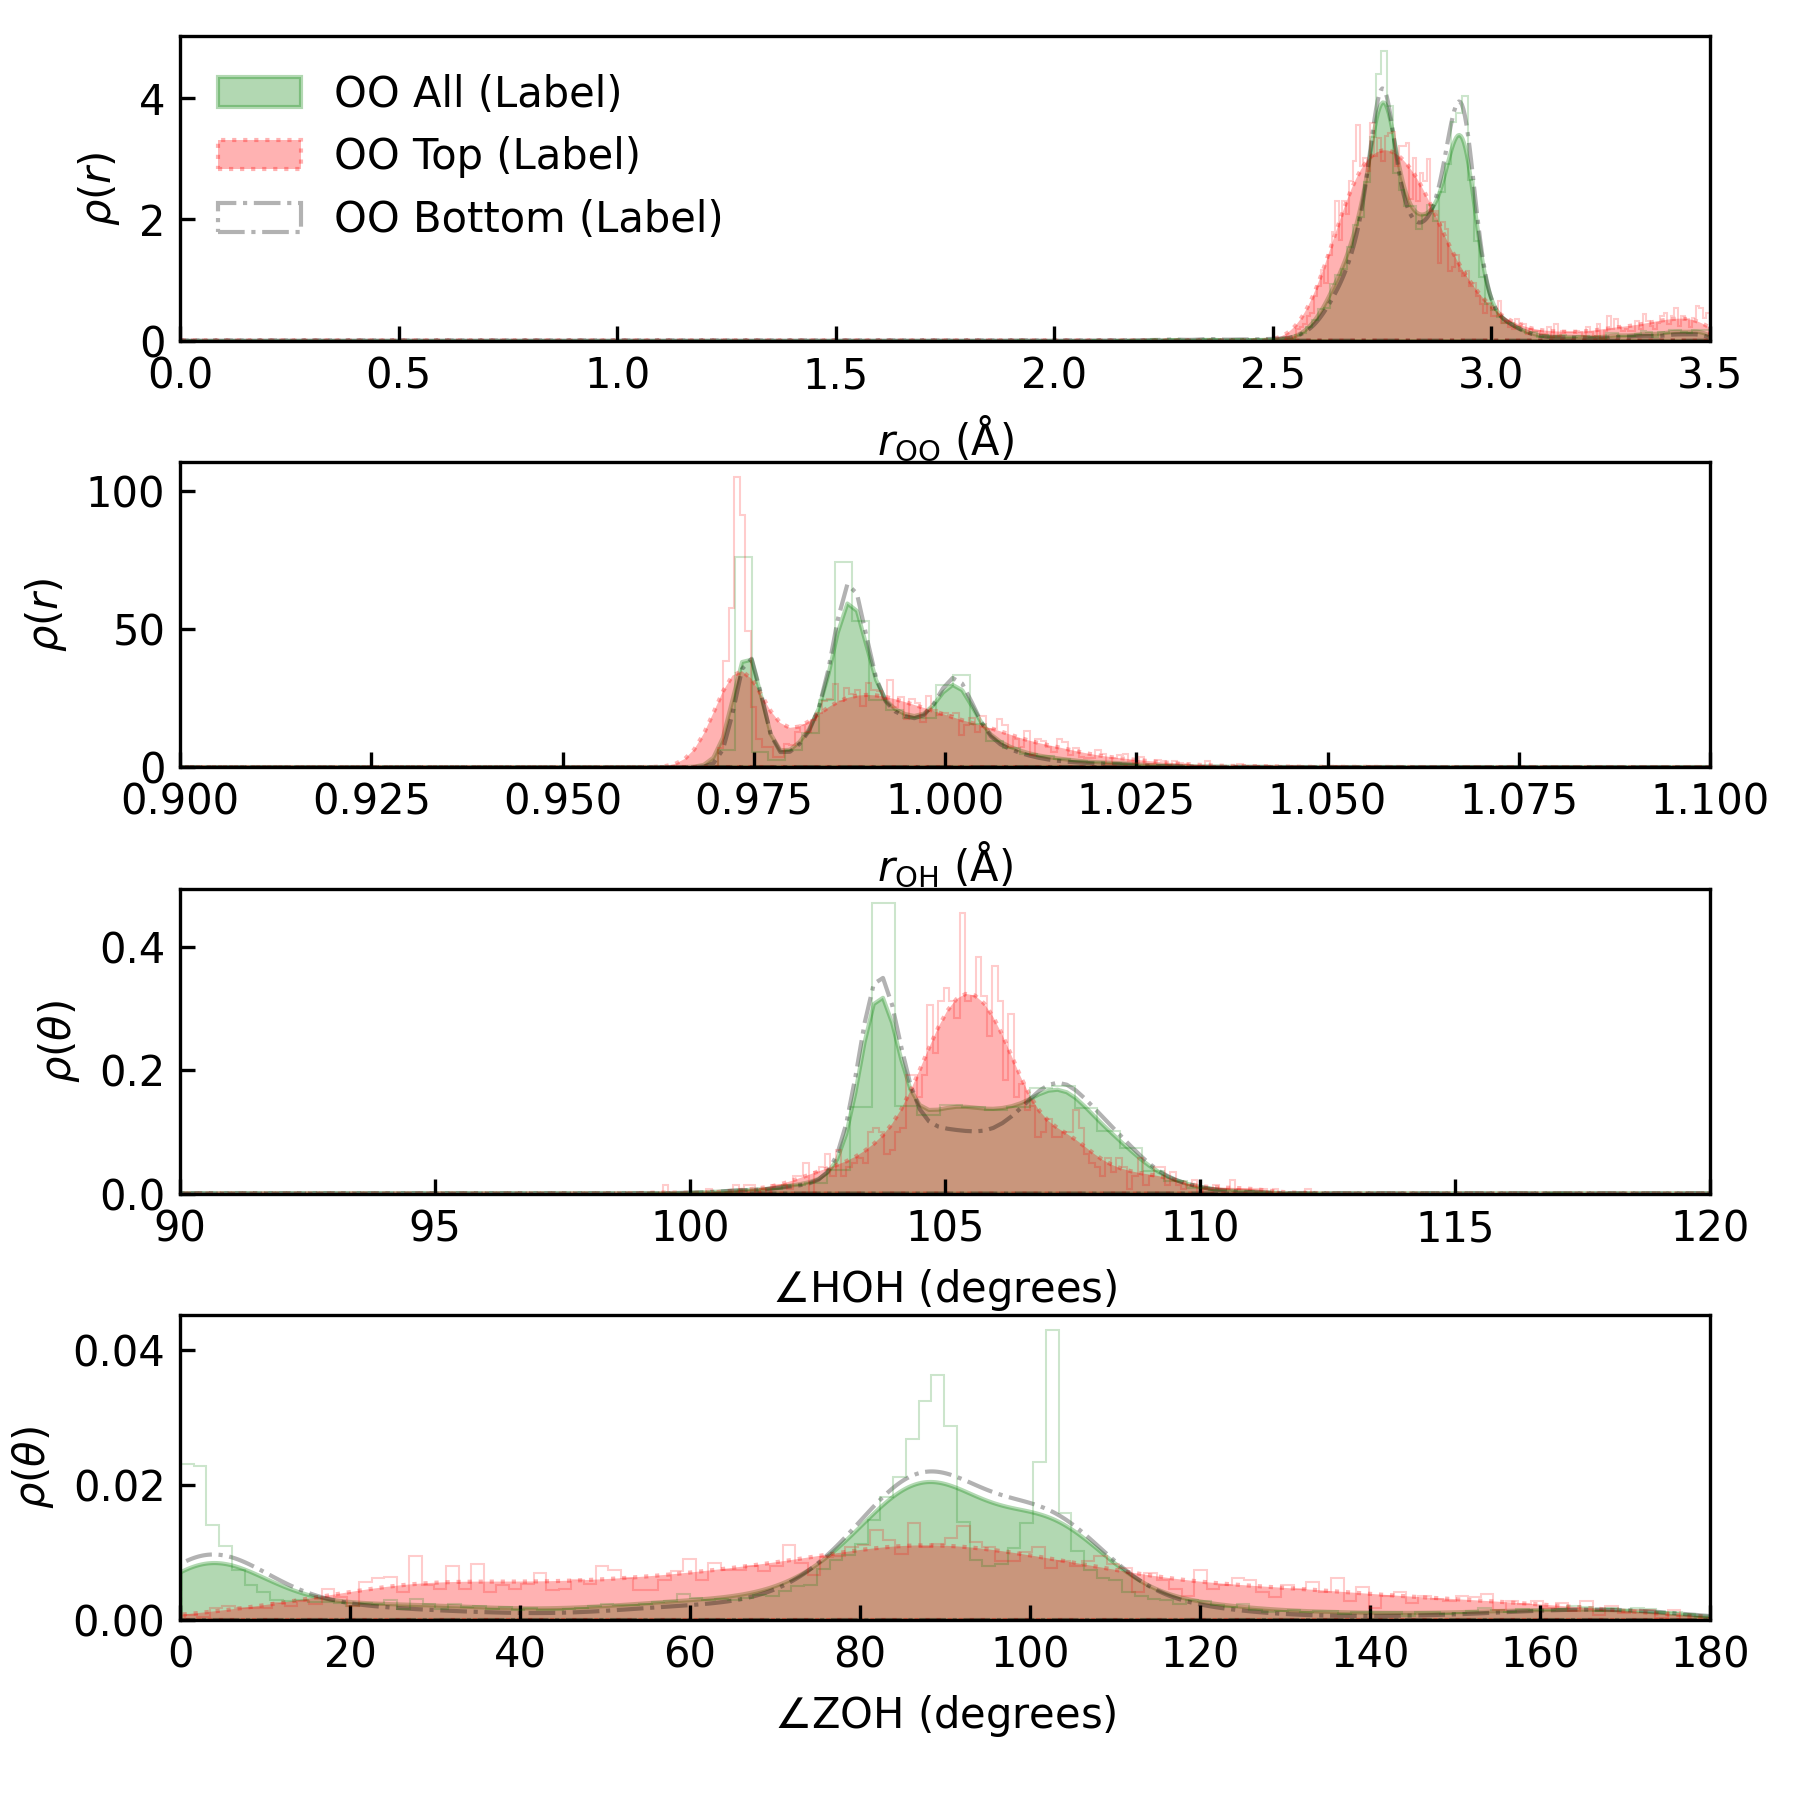 4
2
0
ρ(r)
OO All (Label)
OO Top (Label)
OO Bottom (Label)
0.0 0.5 1.0 1.5 2.0 2.5 3.0 3.5
rOO (Å)
100
50
0
ρ(r)
0.900 0.925 0.950 0.975 1.000 1.025 1.050 1.075 1.100
rOH (Å)
0.4
0.2
0.0
ρ(θ)
90 95 100 105 110 115 120
∠HOH (degrees)
0.04
0.02
0.00
ρ(θ)
0 20 40 60 80 100 120 140 160 180
∠ZOH (degrees)